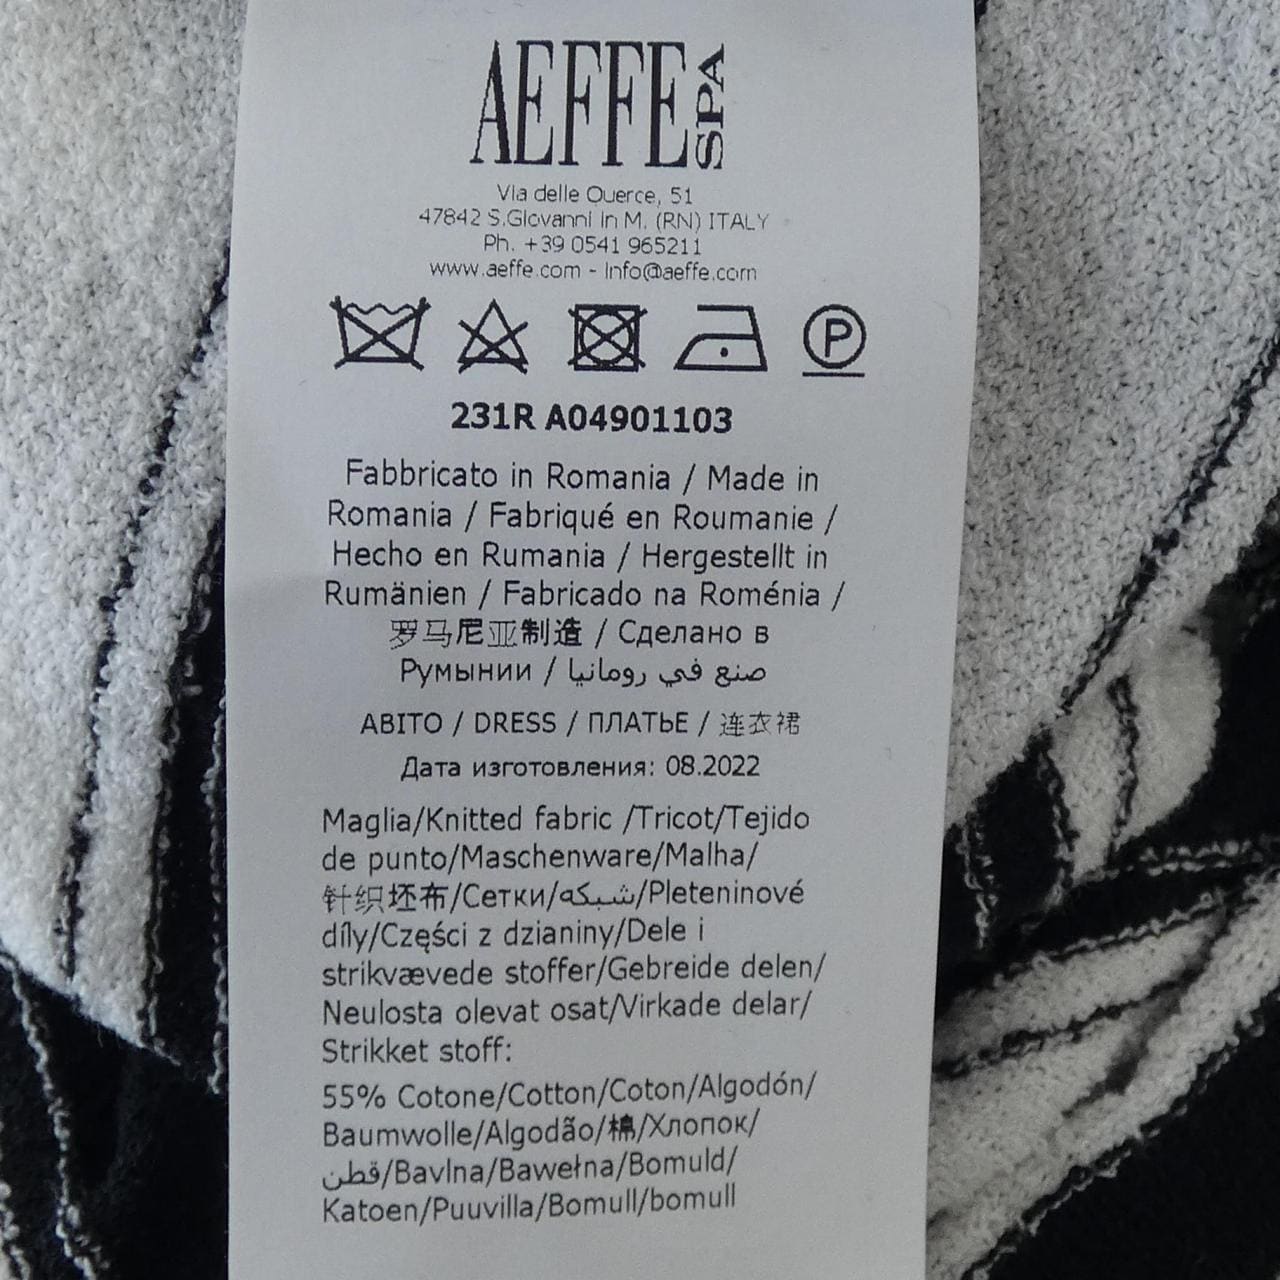 AEFFE SPA
Via delle Querce, 51
47842 S.Giovanni in M. (RN) ITALY
Ph. +39 0541 965211
www.aeffe.com - Info@aeffe.com
P
231R A04901103
Fabbricato in Romania / Made in
Romania / Fabriqué en Roumanie /
Hecho en Rumania / Hergestellt in
Rumänien / Fabricado na Roménia /
罗马尼亚制造 / Сделано в
Румынии / صنع في رومانيا
ABITO / DRESS / ПЛАТЬЕ / 连衣裙
Дата изготовления: 08.2022
Maglia/Knitted fabric /Tricot/Tejido
de punto/Maschenware/Malha/
针织坯布/Сетки/شبكه/Pleteninové
díly/Części z dzianiny/Dele i
strikvævede stoffer/Gebreide delen/
Neulosta olevat osat/Virkade delar/
Strikket stoff:
55% Cotone/Cotton/Coton/Algodón/
Baumwolle/Algodão/棉/Хлопок/
قطن/Bavlna/Bawełna/Bomuld/
Katoen/Puuvilla/Bomull/bomull